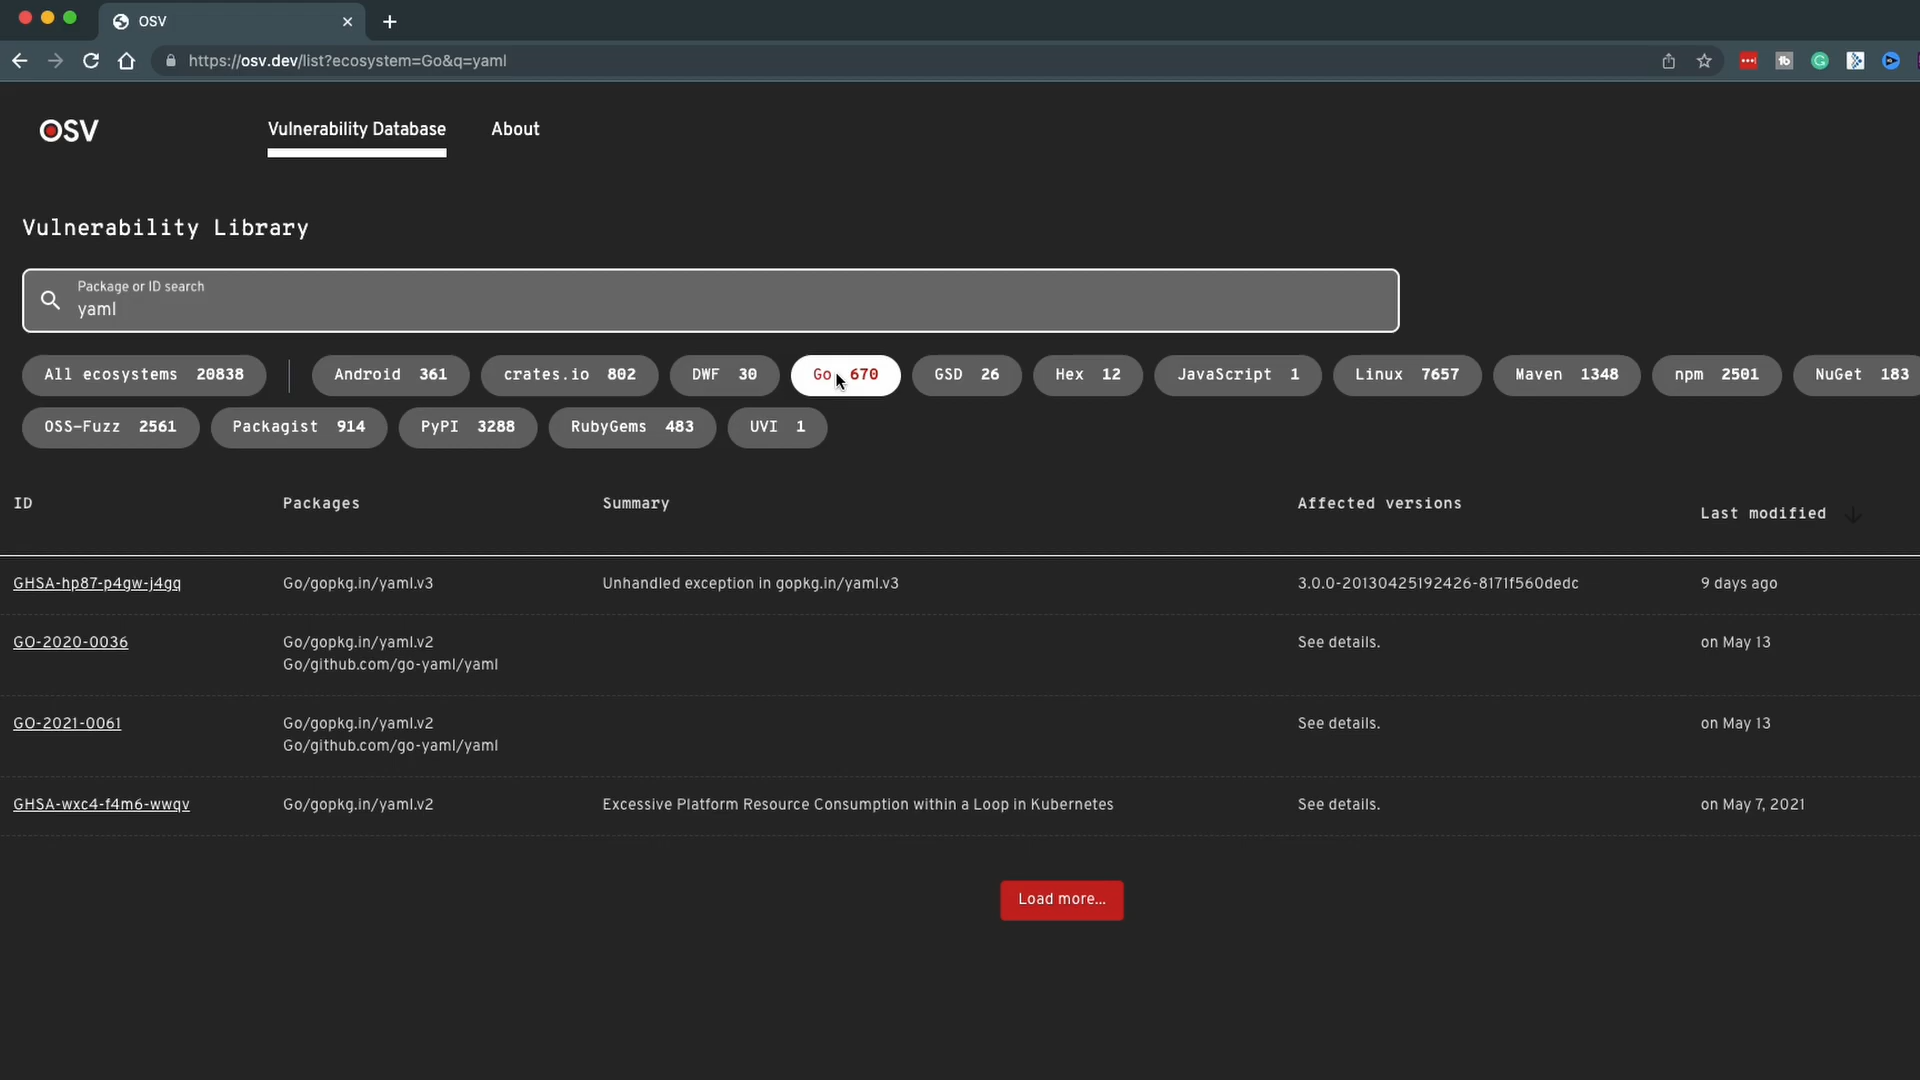 OSV
https://osv.dev/list?ecosystem=Go&q=yaml
OSV
Vulnerability Database
About
Vulnerability Library
Package or ID search
yaml
All ecosystems 20838
Android 361
crates.io 802
DWF 30
Go 670
GSD 26
Hex 12
JavaScript 1
Linux 7657
Maven 1348
npm 2501
NuGet 183
OSS-Fuzz 2561
Packagist 914
PyPI 3288
RubyGems 483
UVI 1
ID Packages Summary Affected versions Last modified
GHSA-hp87-p4gw-j4gq Go/gopkg.in/yaml.v3 Unhandled exception in gopkg.in/yaml.v3 3.0.0-20130425192426-8171f560dedc 9 days ago
GO-2020-0036 Go/gopkg.in/yaml.v2 See details. on May 13
Go/github.com/go-yaml/yaml
GO-2021-0061 Go/gopkg.in/yaml.v2 See details. on May 13
Go/github.com/go-yaml/yaml
GHSA-wxc4-f4m6-wwqv Go/gopkg.in/yaml.v2 Excessive Platform Resource Consumption within a Loop in Kubernetes See details. on May 7, 2021
Load more...